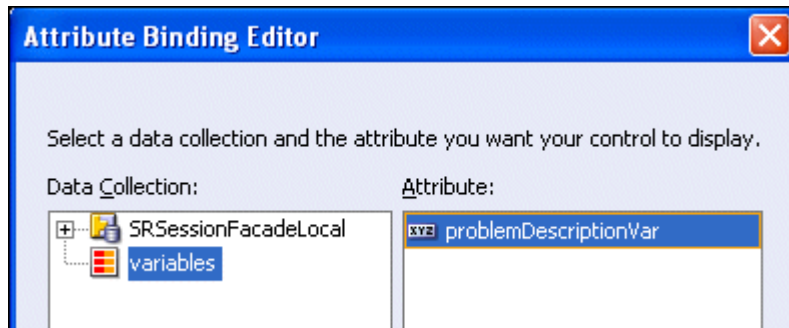 Attribute Binding Editor
Select a data collection and the attribute you want your control to display.
Data Collection:
Attribute:
SRSessionFacadeLocal
variables
XYZ problemDescriptionVar